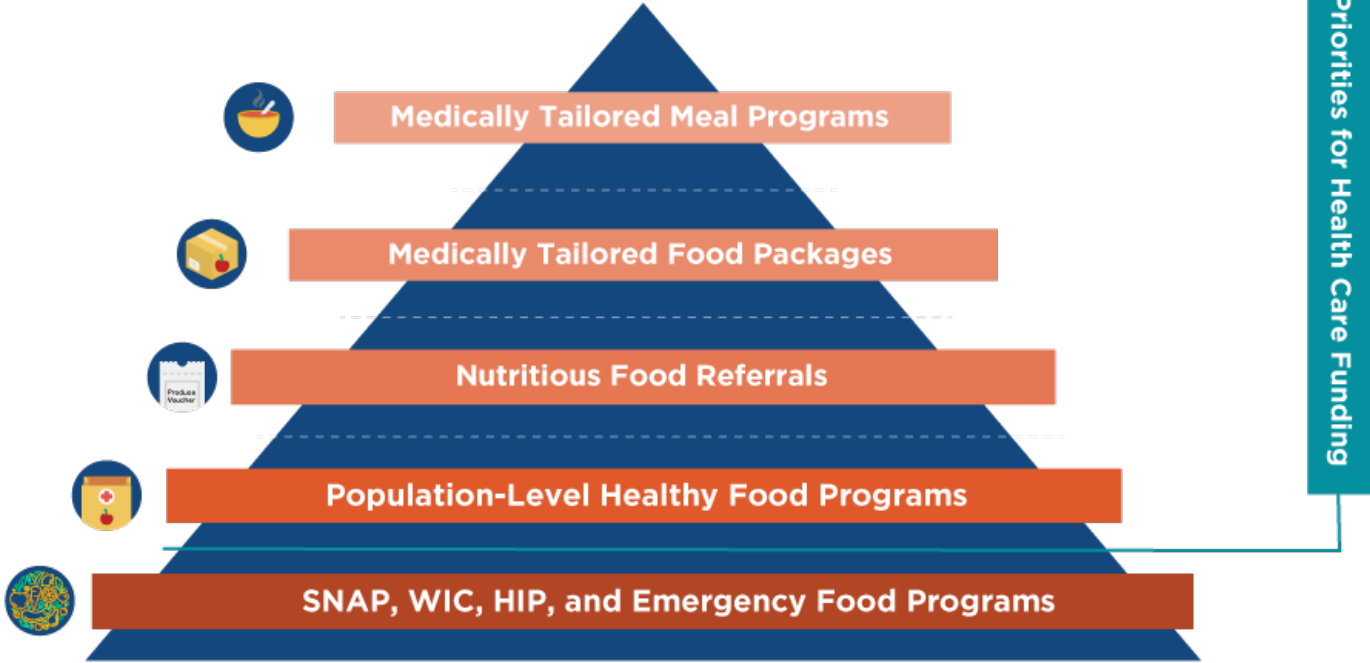 Medically Tailored Meal Programs
Medically Tailored Food Packages
Nutritious Food Referrals
Produce
Voucher
Population-Level Healthy Food Programs
SNAP, WIC, HIP, and Emergency Food Programs
Priorities for Health Care Funding